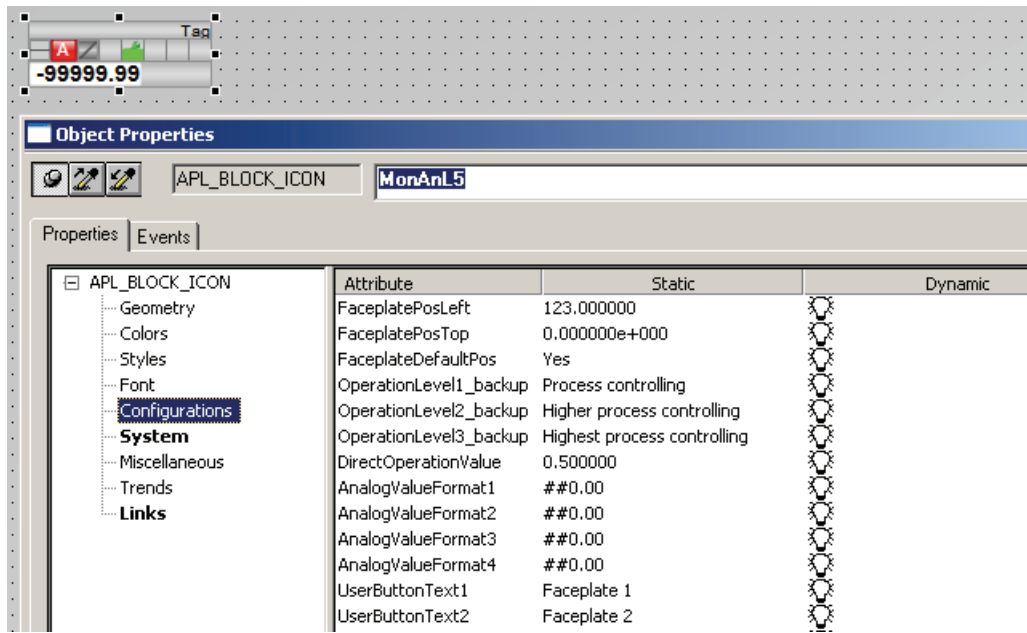 Tag
A
-99999.99
Object Properties
APL_BLOCK_ICON MonAnL5
Properties Events
APL_BLOCK_ICON
Geometry
Colors
Styles
Font
Configurations
System
Miscellaneous
Trends
Links
Attribute Static Dynamic
FaceplatePosLeft 123.000000
FaceplatePosTop 0.000000e+000
FaceplateDefaultPos Yes
OperationLevel1_backup Process controlling
OperationLevel2_backup Higher process controlling
OperationLevel3_backup Highest process controlling
DirectOperationValue 0.500000
AnalogValueFormat1 ##0.00
AnalogValueFormat2 ##0.00
AnalogValueFormat3 ##0.00
AnalogValueFormat4 ##0.00
UserButtonText1 Faceplate 1
UserButtonText2 Faceplate 2